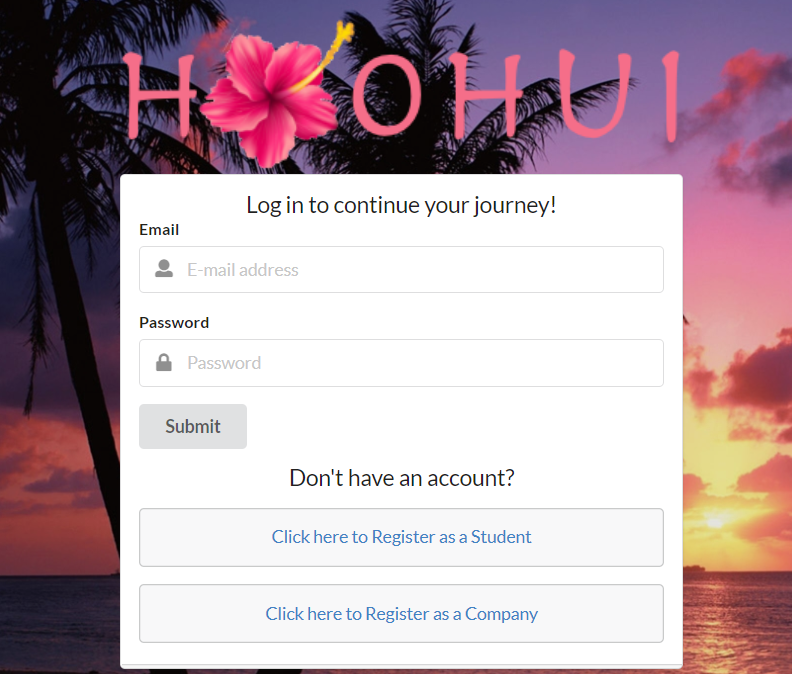 HOOHUI
Log in to continue your journey!
Email
E-mail address
Password
Password
Submit
Don't have an account?
Click here to Register as a Student
Click here to Register as a Company